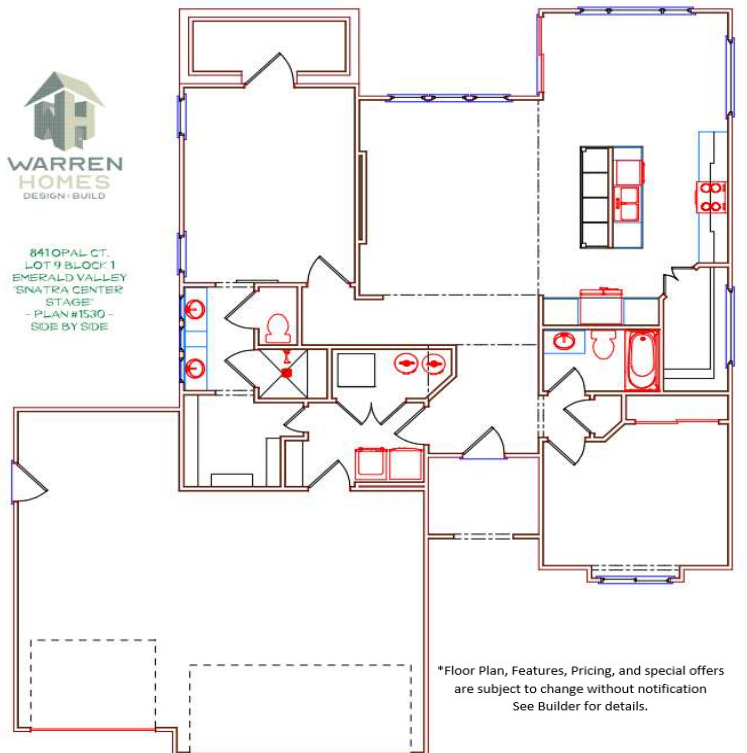 WARREN
HOMES
DESIGN+BUILD
841 OPAL CT.
LOT 9 BLOCK 1
EMERALD VALLEY
"SINATRA CENTER
STAGE"
- PLAN #1530 -
SIDE BY SIDE
*Floor Plan, Features, Pricing, and special offers
are subject to change without notification
See Builder for details.